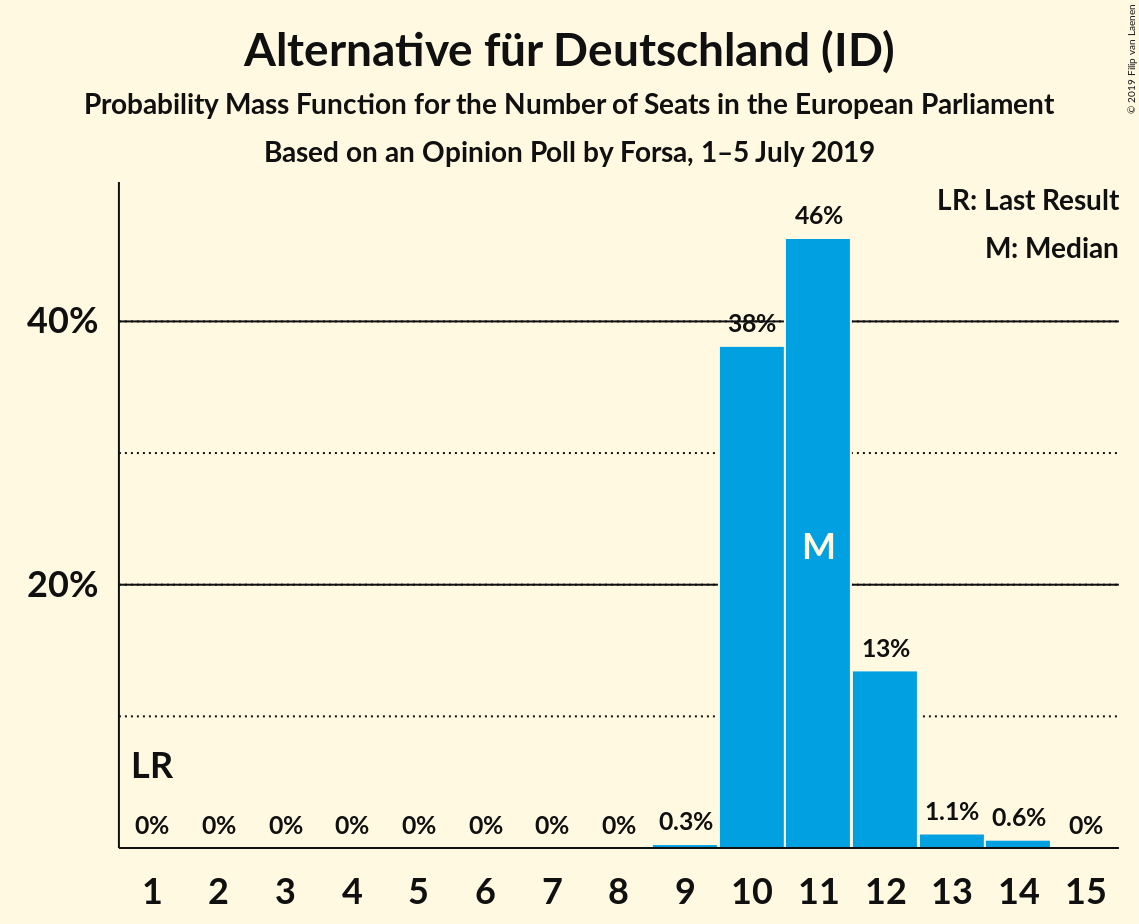 Alternative für Deutschland (ID)
Probability Mass Function for the Number of Seats in the European Parliament
Based on an Opinion Poll by Forsa, 1–5 July 2019
© 2019 Filip van Laenen
LR: Last Result
M: Median
46%
40%
38%
M
20%
13%
LR
0% 0% 0% 0% 0% 0% 0% 0% 0.3% 1.1% 0.6% 0%
1 2 3 4 5 6 7 8 9 10 11 12 13 14 15